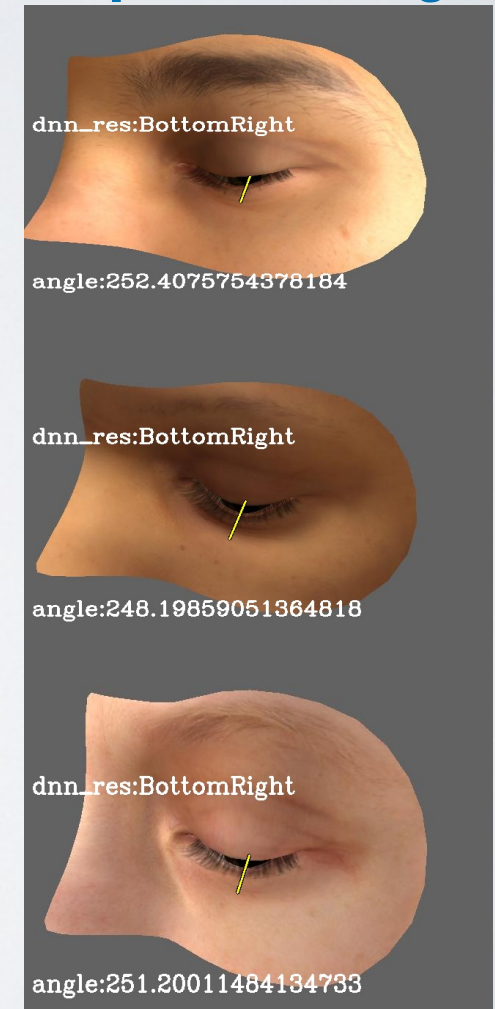 dnn_res:BottomRight
angle:252.4075754378184
dnn_res:BottomRight
angle:248.19859051364818
dnn_res:BottomRight
angle:251.20011484134733